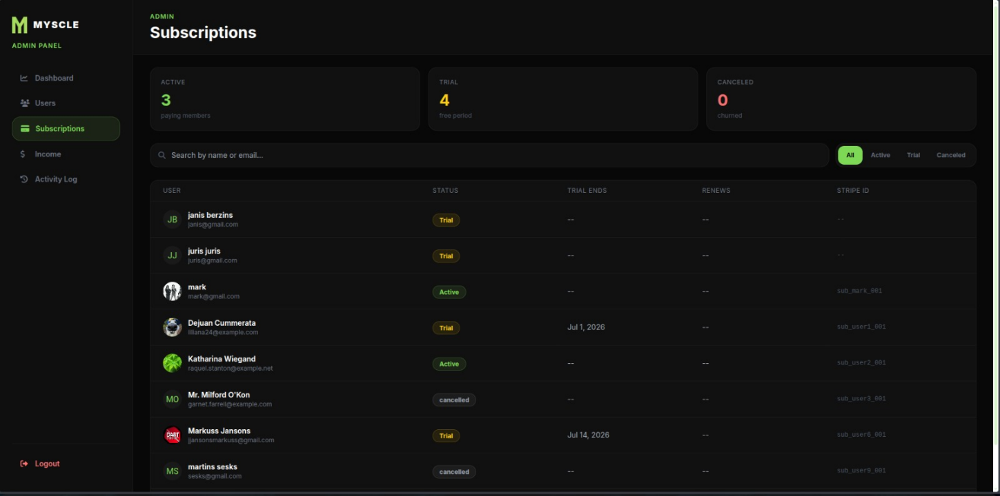 MYSCLE
ADMIN PANEL
Dashboard
Users
Subscriptions
Income
Activity Log
Logout
ADMIN
Subscriptions
ACTIVE
3
paying members
TRIAL
4
free period
CANCELED
0
churned
Search by name or email...
All Active Trial Canceled
USER STATUS TRIAL ENDS RENEWS STRIPE ID
JB janis berzins Trial -- -- --
janis@gmail.com
JJ juris juris Trial -- -- --
juris@gmail.com
mark Active -- -- sub_mark_001
mark@gmail.com
Dejuan Cummerata Trial Jul 1, 2026 -- sub_user1_001
liliana24@example.com
Katharina Wiegand Active -- -- sub_user2_001
raquel.stanton@example.net
MO Mr. Milford O'Kon cancelled -- -- sub_user3_001
garnet.farrell@example.com
DART Markuss Jansons Trial Jul 14, 2026 -- sub_user6_001
jjansonsmarkuss@gmail.com
MS martins sesks cancelled -- -- sub_user9_001
sesks@gmail.com